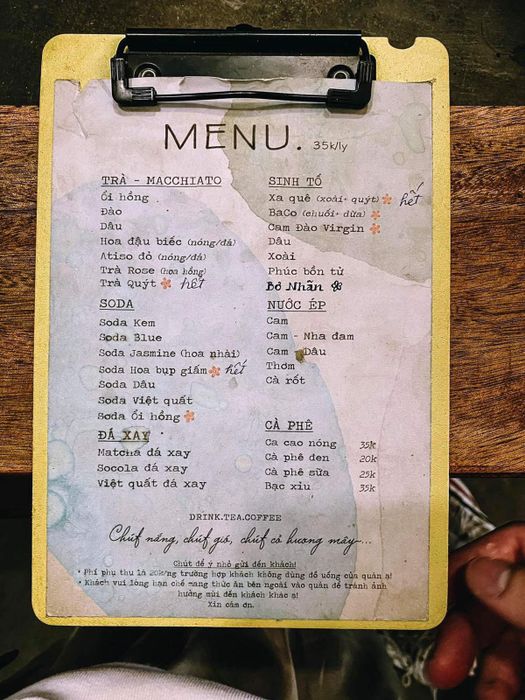 MENU. 35k/ly
TRÀ - MACCHIATO
Ổi hồng
Đào
Dâu
Hoa đậu biếc (nóng/đá)
Atiso đỏ (nóng/đá)
Trà Rose (hoa hồng)
Trà Quýt hết
SODA
Soda Kem
Soda Blue
Soda Jasmine (hoa nhài)
Soda Hoa bụp giấm hết
Soda Dâu
Soda Việt quất
Soda Ổi hồng
ĐÁ XAY
Matcha đá xay
Socola đá xay
Việt quất đá xay
SINH TỐ
Xa quê (xoài+ quýt) hết
BaCo (chuối+ dừa)
Cam Đào Virgin
Dâu
Xoài
Phúc bồn tử
Bơ Nhãn
NƯỚC ÉP
Cam
Cam - Nha đam
Cam - Dâu
Thơm
Cà rốt
CÀ PHÊ
Ca cao nóng 35k
Cà phê đen 20k
Cà phê sữa 25k
Bạc xỉu 35k
DRINK.TEA.COFFEE
Chút nắng, chút gió, chút cỏ hương mây...
Chút để ý nhỏ gửi đến khách!
• Phí phụ thu là 20k/ng trường hợp khách không dùng đồ uống của quán ạ!
• Khách vui lòng hạn chế mang thức ăn bên ngoài vào quán để tránh ảnh
hưởng mùi đến khách khác ạ!
Xin cảm ơn.